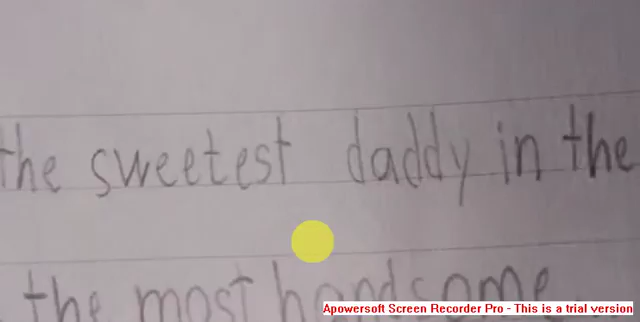 the sweetest daddy in the
the most handsome
Apowersoft Screen Recorder Pro - This is a trial version